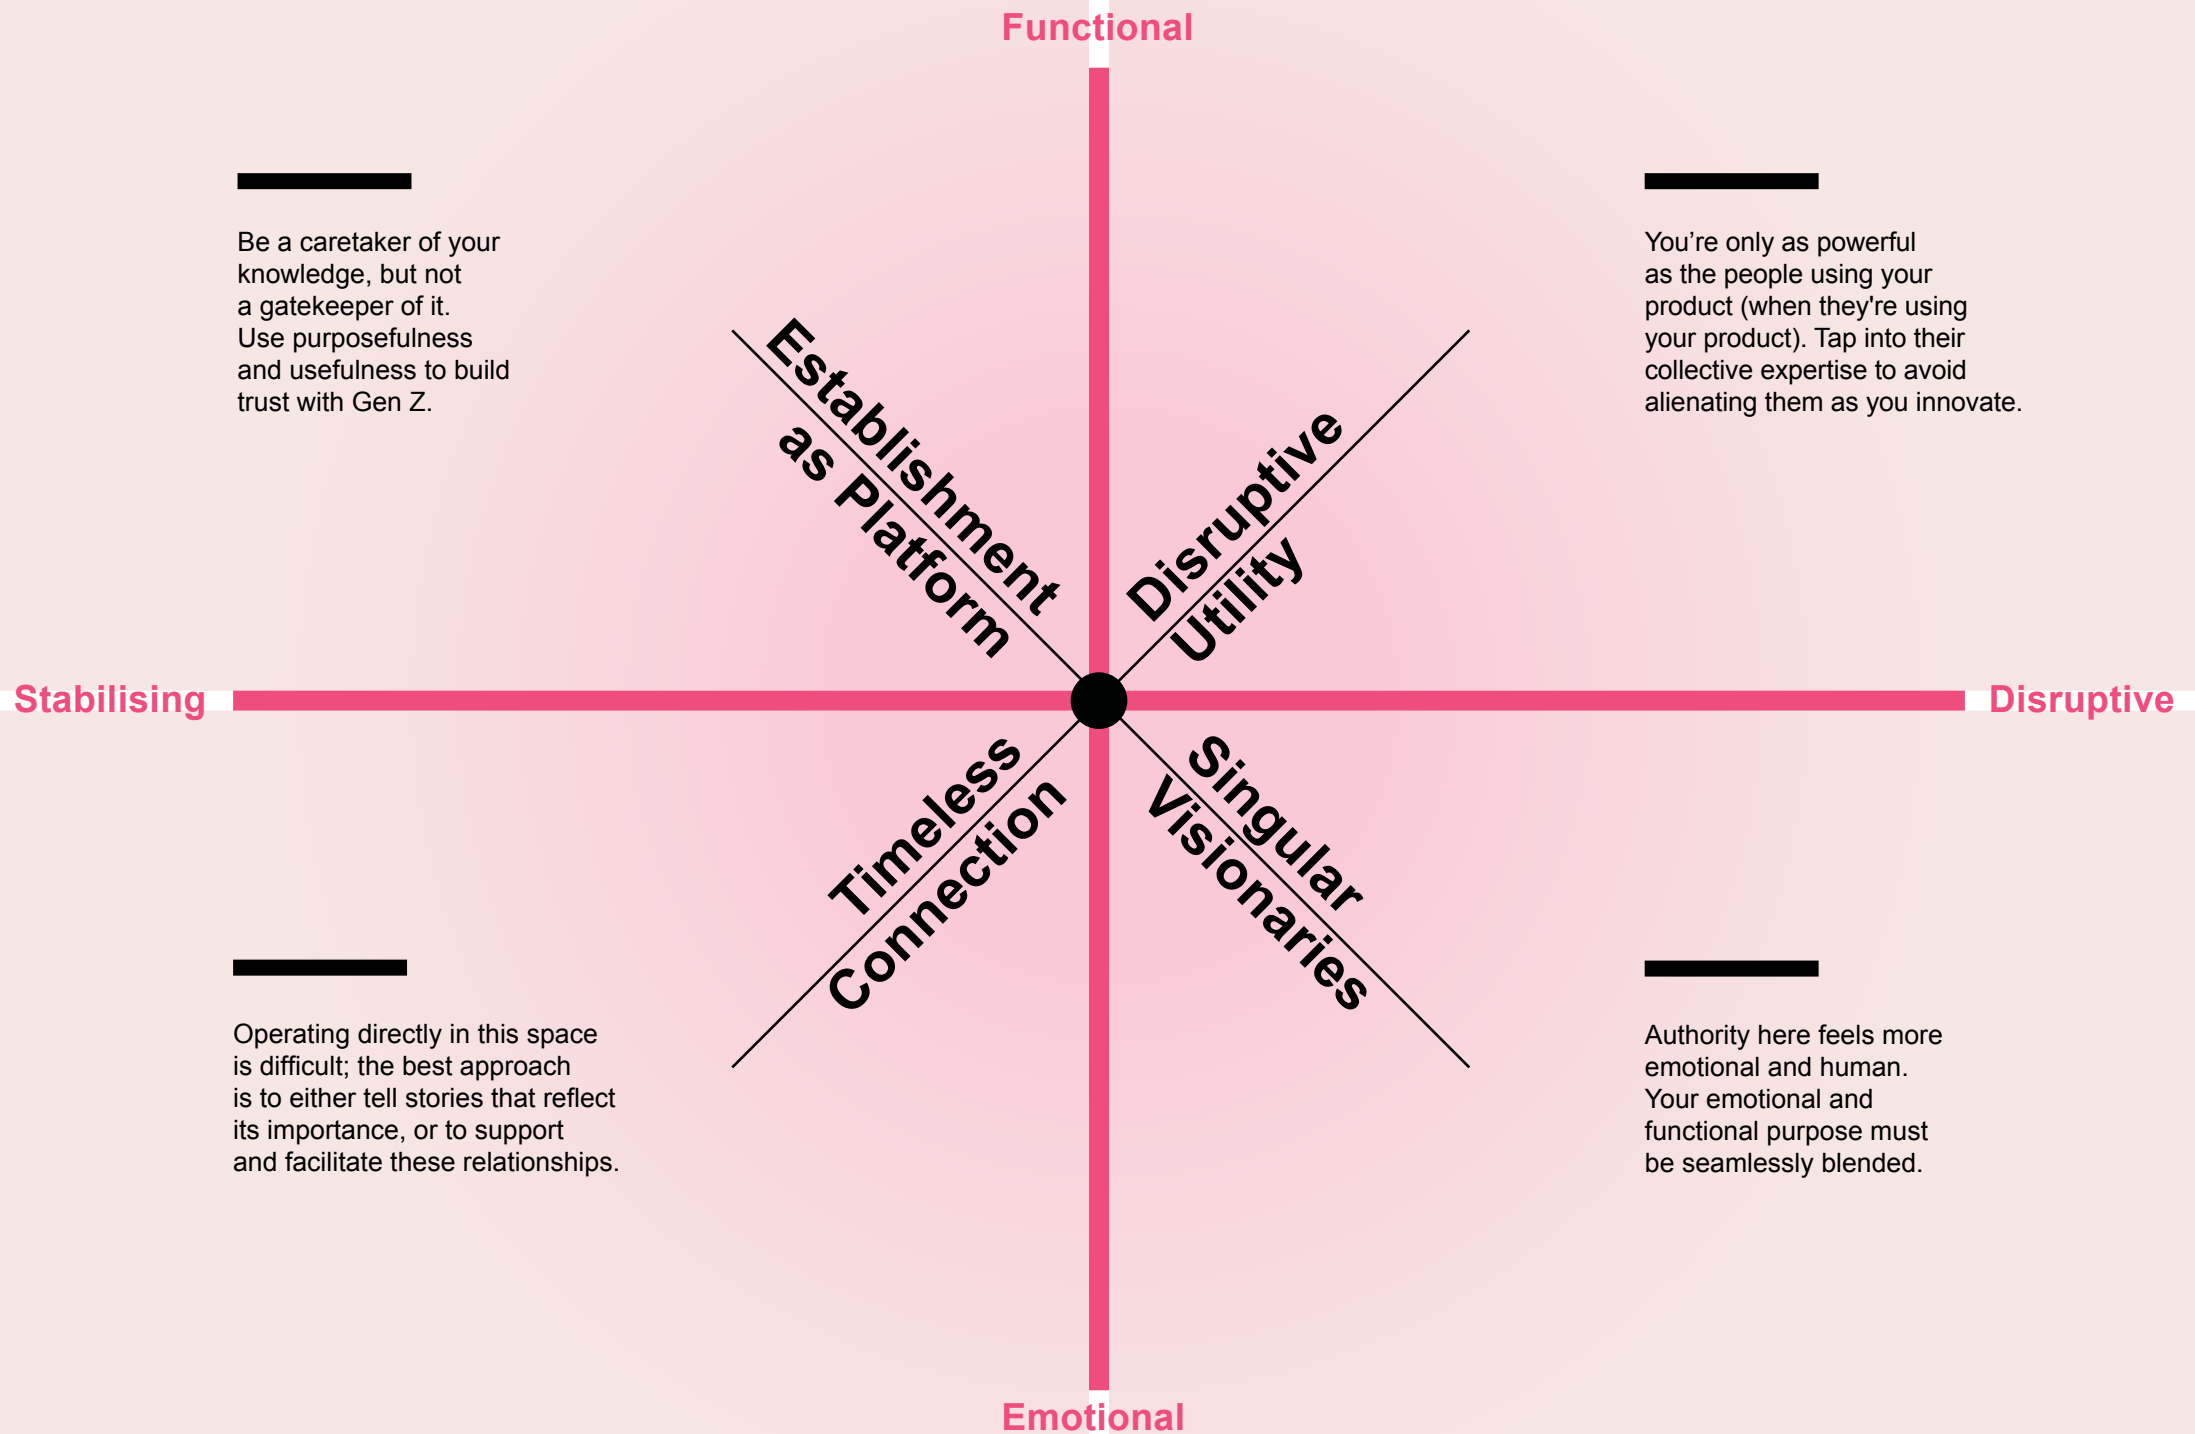 Functional
Be a caretaker of your
knowledge, but not
a gatekeeper of it.
Use purposefulness
and usefulness to build
trust with Gen Z.
You’re only as powerful
as the people using your
product (when they're using
your product). Tap into their
collective expertise to avoid
alienating them as you innovate.
Establishment
as Platform
Disruptive
Utility
Stabilising
Disruptive
Timeless
Connection
Singular
Visionaries
Operating directly in this space
is difficult; the best approach
is to either tell stories that reflect
its importance, or to support
and facilitate these relationships.
Authority here feels more
emotional and human.
Your emotional and
functional purpose must
be seamlessly blended.
Emotional